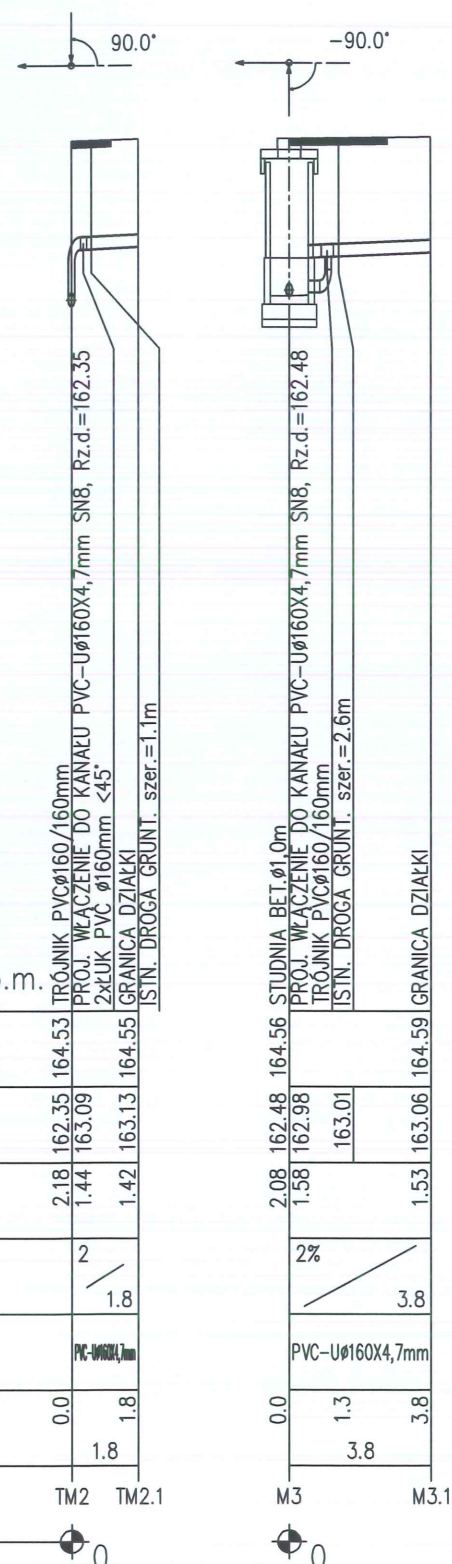 90.0°
-90.0°
TRÓJNIK PVCø160/160mm
PROJ. WŁĄCZENIE DO KANAŁU PVC-Uø160X4,7mm SN8, Rz.d.=162.35
2xŁUK PVC ø160mm <45°
GRANICA DZIAŁKI
ISTN. DROGA GRUNT. szer.=1.1m
STUDNIA BET.ø1,0m
PROJ. WŁĄCZENIE DO KANAŁU PVC-Uø160X4,7mm SN8, Rz.d.=162.48
TRÓJNIK PVCø160/160mm
ISTN. DROGA GRUNT. szer.=2.6m
GRANICA DZIAŁKI
.m.
164.53 164.55 164.56 164.59
162.35 163.09 163.13 162.48 162.98 163.01 163.06
2.18 1.44 1.42 2.08 1.58 1.53
2 1.8 2% 3.8
PVC-Uø160X4,7mm PVC-Uø160X4,7mm
0.0 1.8 0.0 1.3 3.8
1.8 3.8
TM2 TM2.1 M3 M3.1
0 0